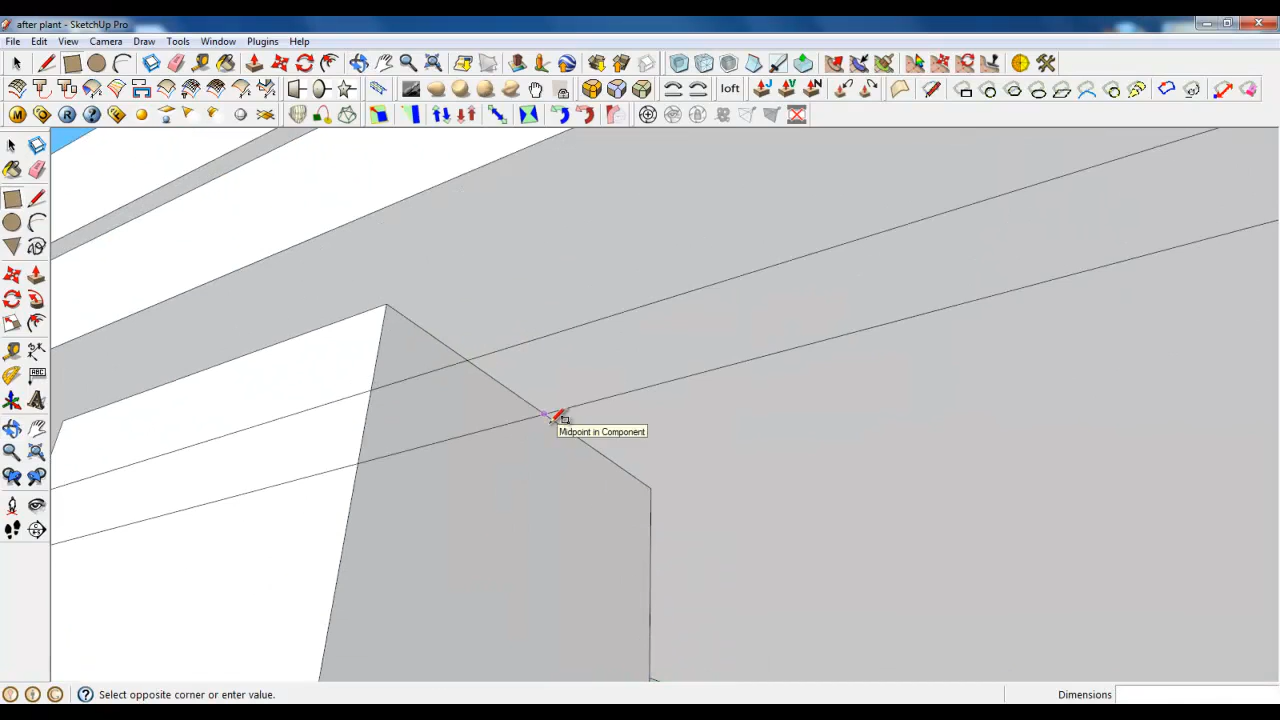 after plant - SketchUp Pro
File Edit View Camera Draw Tools Window Plugins Help
loft
Midpoint in Component
Select opposite corner or enter value.
Dimensions